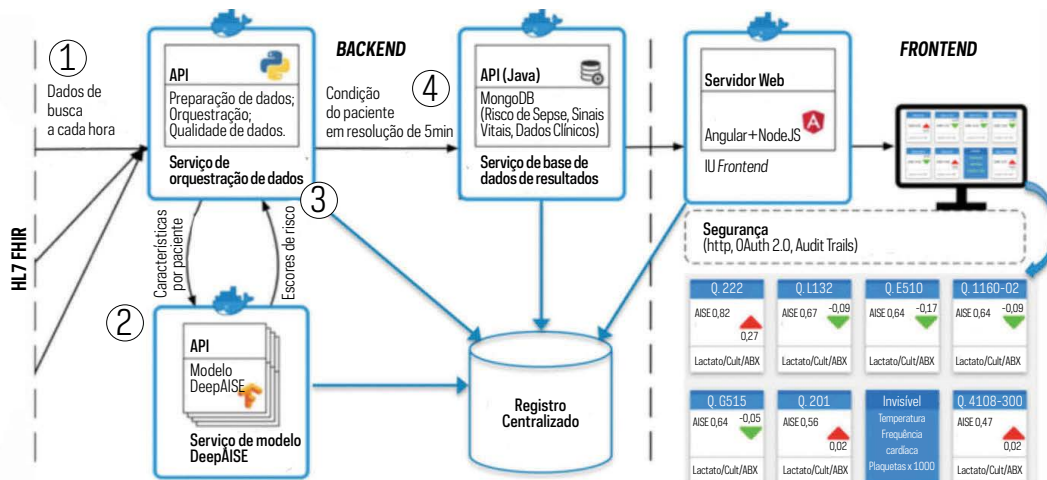 HL7 FHIR
1
Dados de
busca
a cada hora
API
Preparação de dados;
Orquestração;
Qualidade de dados.
Serviço de
orquestração de dados
BACKEND
Condição
do paciente
em resolução de 5min
4
API (Java)
MongoDB
(Risco de Sepse, Sinais
Vitais, Dados Clínicos)
Serviço de base de
dados de resultados
FRONTEND
Servidor Web
Angular+NodeJS
A
IU Frontend
3
Características
por paciente
Escores de risco
2
API
Modelo
DeepAISE
Serviço de modelo
DeepAISE
Registro
Centralizado
Segurança
(http, OAuth 2.0, Audit Trails)
Q. 222
AISE 0,82
0,27
Lactato/Cult/ABX
Q. L132
AISE 0,67
-0,09
Lactato/Cult/ABX
Q. E510
AISE 0,64
-0,17
Lactato/Cult/ABX
Q. 1160-02
AISE 0,64
-0,09
Lactato/Cult/ABX
Q. G515
AISE 0,64
-0,05
Lactato/Cult/ABX
Q. 201
AISE 0,56
0,02
Lactato/Cult/ABX
Invisível
Temperatura
Frequência
cardíaca
Plaquetas x 1000
Q. 4108-300
AISE 0,47
0,02
Lactato/Cult/ABX